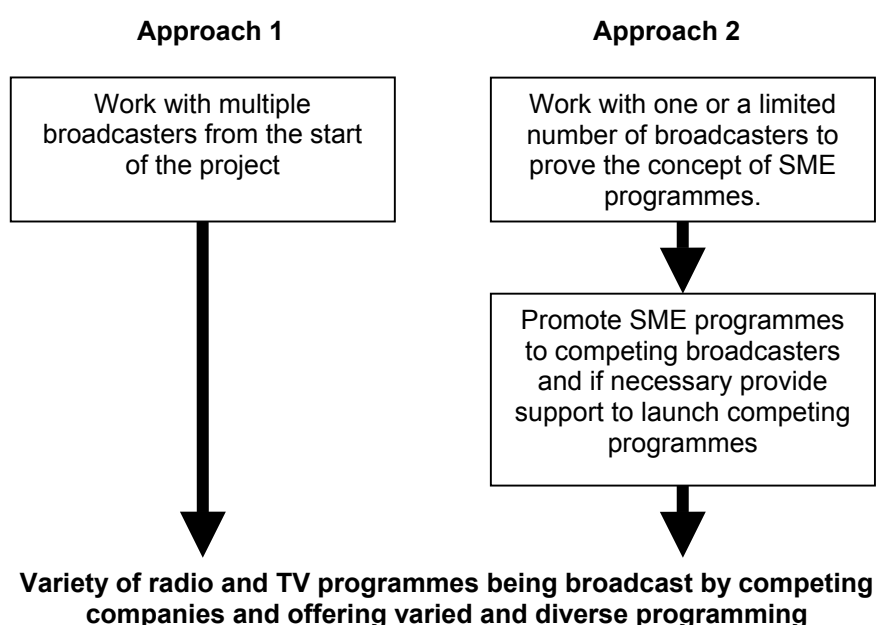 Approach 1
Approach 2
Work with multiple
broadcasters from the start
of the project
Work with one or a limited
number of broadcasters to
prove the concept of SME
programmes.
Promote SME programmes
to competing broadcasters
and if necessary provide
support to launch competing
programmes
Variety of radio and TV programmes being broadcast by competing
companies and offering varied and diverse programming